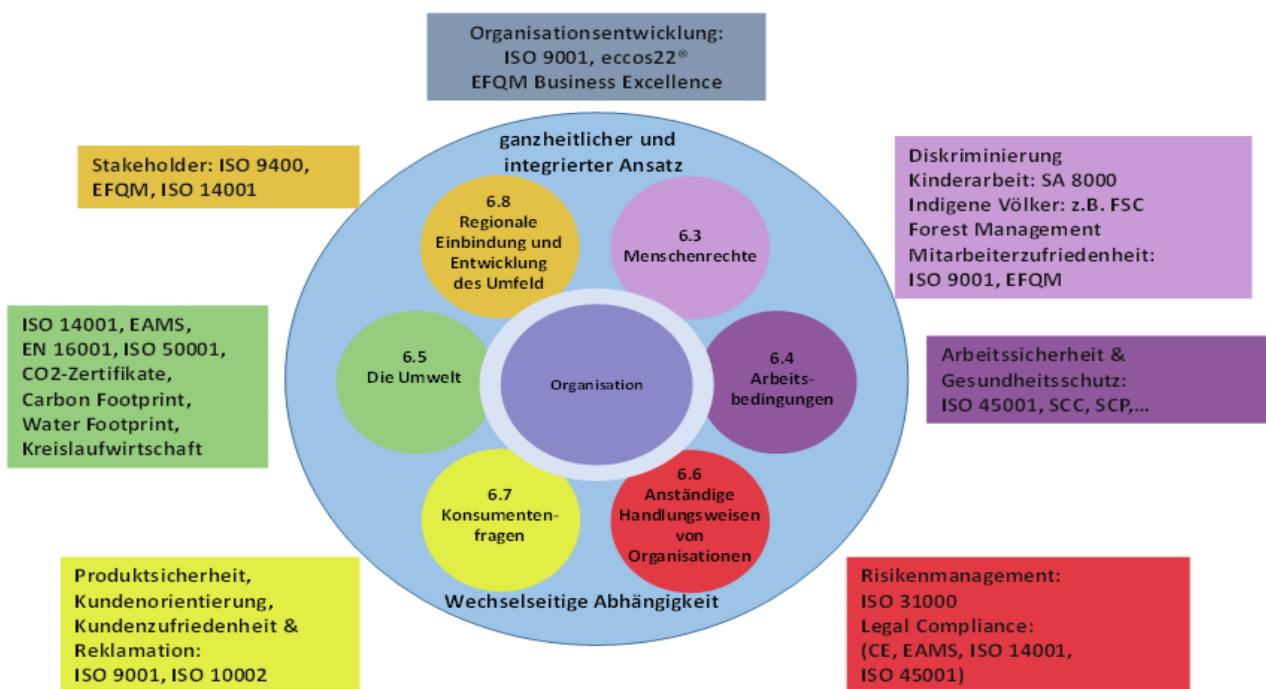 Organisationsentwicklung:
ISO 9001, eccos22®
EFQM Business Excellence
ganzheitlicher und
integrierter Ansatz
Stakeholder: ISO 9400,
EFQM, ISO 14001
Diskriminierung
Kinderarbeit: SA 8000
Indigene Völker: z.B. FSC
Forest Management
Mitarbeiterzufriedenheit:
ISO 9001, EFQM
6.8
Regionale
Einbindung und
Entwicklung
des Umfeld
6.3
Menschenrechte
ISO 14001, EAMS,
EN 16001, ISO 50001,
CO2-Zertifikate,
Carbon Footprint,
Water Footprint,
Kreislaufwirtschaft
6.5
Die Umwelt
Organisation
6.4
Arbeits-
bedingungen
Arbeitssicherheit &
Gesundheitsschutz:
ISO 45001, SCC, SCP,...
6.7
Konsumenten-
fragen
6.6
Anständige
Handlungsweisen
von
Organisationen
Wechselseitige Abhängigkeit
Produktsicherheit,
Kundenorientierung,
Kundenzufriedenheit &
Reklamation:
ISO 9001, ISO 10002
Risikenmanagement:
ISO 31000
Legal Compliance:
(CE, EAMS, ISO 14001,
ISO 45001)